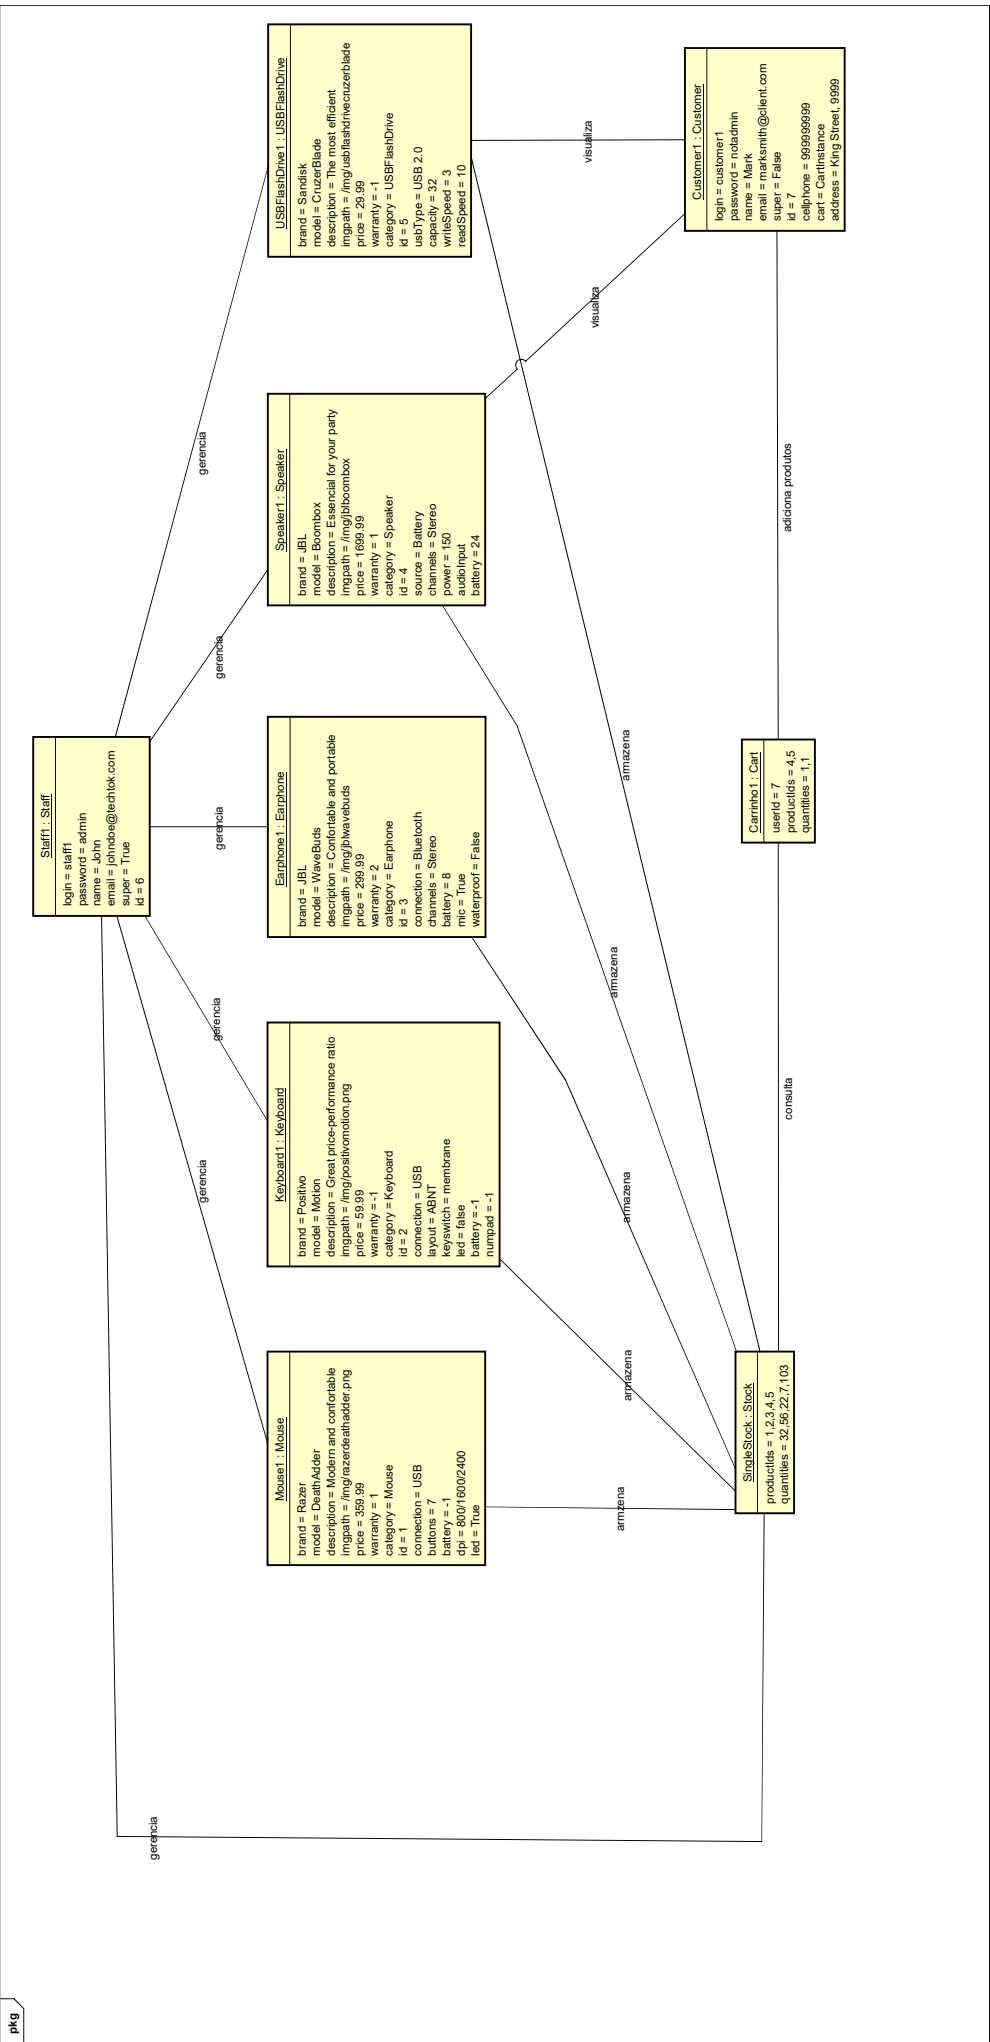 pkg
Staff1 : Staff
login = staff1
password = admin
name = John
email = johndoe@techtok.com
super = True
id = 6
gerencia
gerencia
gerencia
gerencia
gerencia
gerencia
Mouse1 : Mouse
brand = Razer
model = DeathAdder
description = Modern and confortable
imgpath = /img/razerdeathadder.png
price = 359.99
warranty = 1
category = Mouse
id = 1
connection = USB
buttons = 7
battery = -1
dpi = 800/1600/2400
led = True
Keyboard1 : Keyboard
brand = Positivo
model = Motion
description = Great price-performance ratio
imgpath = /img/positivomotion.png
price = 59.99
warranty = -1
category = Keyboard
id = 2
connection = USB
layout = ABNT
keyswitch = membrane
led = false
battery = -1
numpad = -1
Earphone1 : Earphone
brand = JBL
model = WaveBuds
description = Confortable and portable
imgpath = /img/jblwavebuds
price = 299.99
warranty = 2
category = Earphone
id = 3
connection = Bluetooth
channels = Stereo
battery = 8
mic = True
waterproof = False
Speaker1 : Speaker
brand = JBL
model = Boombox
description = Essencial for your party
imgpath = /img/jblboombox
price = 1699.99
warranty = 1
category = Speaker
id = 4
source = Battery
channels = Stereo
power = 150
audioInput
battery = 24
USBFlashDrive1 : USBFlashDrive
brand = Sandisk
model = CruzerBlade
description = The most efficient
imgpath = /img/usbflashdrivecruzerblade
price = 29.99
warranty = -1
category = USBFlashDrive
id = 5
usbType = USB 2.0
capacity = 32
writeSpeed = 3
readSpeed = 10
armzena
armazena
armazena
armazena
armazena
visualiza
visualiza
SingleStock : Stock
productIds = 1,2,3,4,5
quantities = 32,56,22,7,103
consulta
Carrinho1 : Cart
userId = 7
productIds = 4,5
quantities = 1,1
adiciona produtos
Customer1 : Customer
login = customer1
password = notadmin
name = Mark
email = marksmith@client.com
super = False
id = 7
cellphone = 999999999
cart = CartInstance
address = King Street, 9999